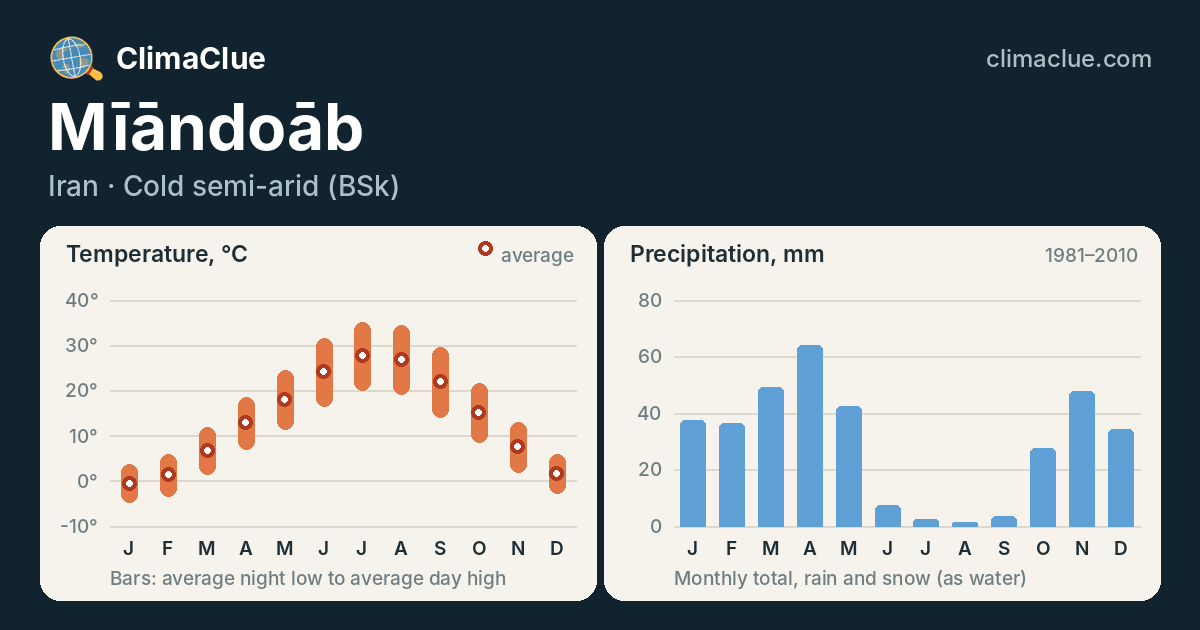 ClimaClue
climaclue.com
Mīāndoāb
Iran · Cold semi-arid (BSk)
Temperature, °C
average
40°
30°
20°
10°
0°
-10°
J F M A M J J A S O N D
Bars: average night low to average day high
Precipitation, mm
1981–2010
80
60
40
20
0
J F M A M J J A S O N D
Monthly total, rain and snow (as water)